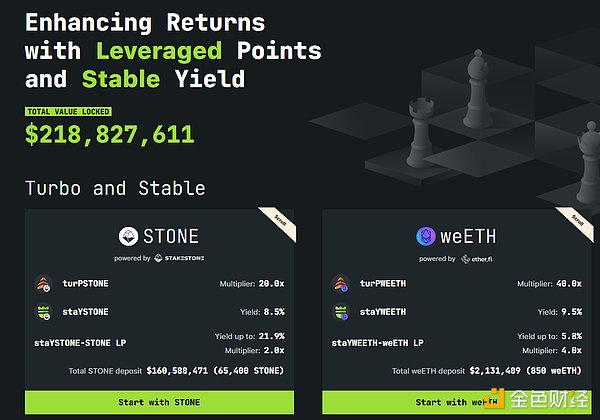 Enhancing Returns
with Leveraged Points
and Stable Yield
TOTAL VALUE LOCKED
$218,827,611
Turbo and Stable
Scroll
STONE
powered by STAKESTONE
turPSTONE Multiplier: 20.0x
staYSTONE Yield: 8.5%
staYSTONE-STONE LP Yield up to: 21.9%
Multiplier: 2.0x
Total STONE deposit $160,588,471 (65,400 STONE)
Start with STONE
Scroll
weETH
powered by ether.fi
turPWEETH Multiplier: 40.0x
staYWEETH Yield: 9.5%
staYWEETH-weETH LP Yield up to: 5.8%
Multiplier: 4.0x
Total weETH deposit $2,131,409 (850 weETH)
Start with weETH
金色财经